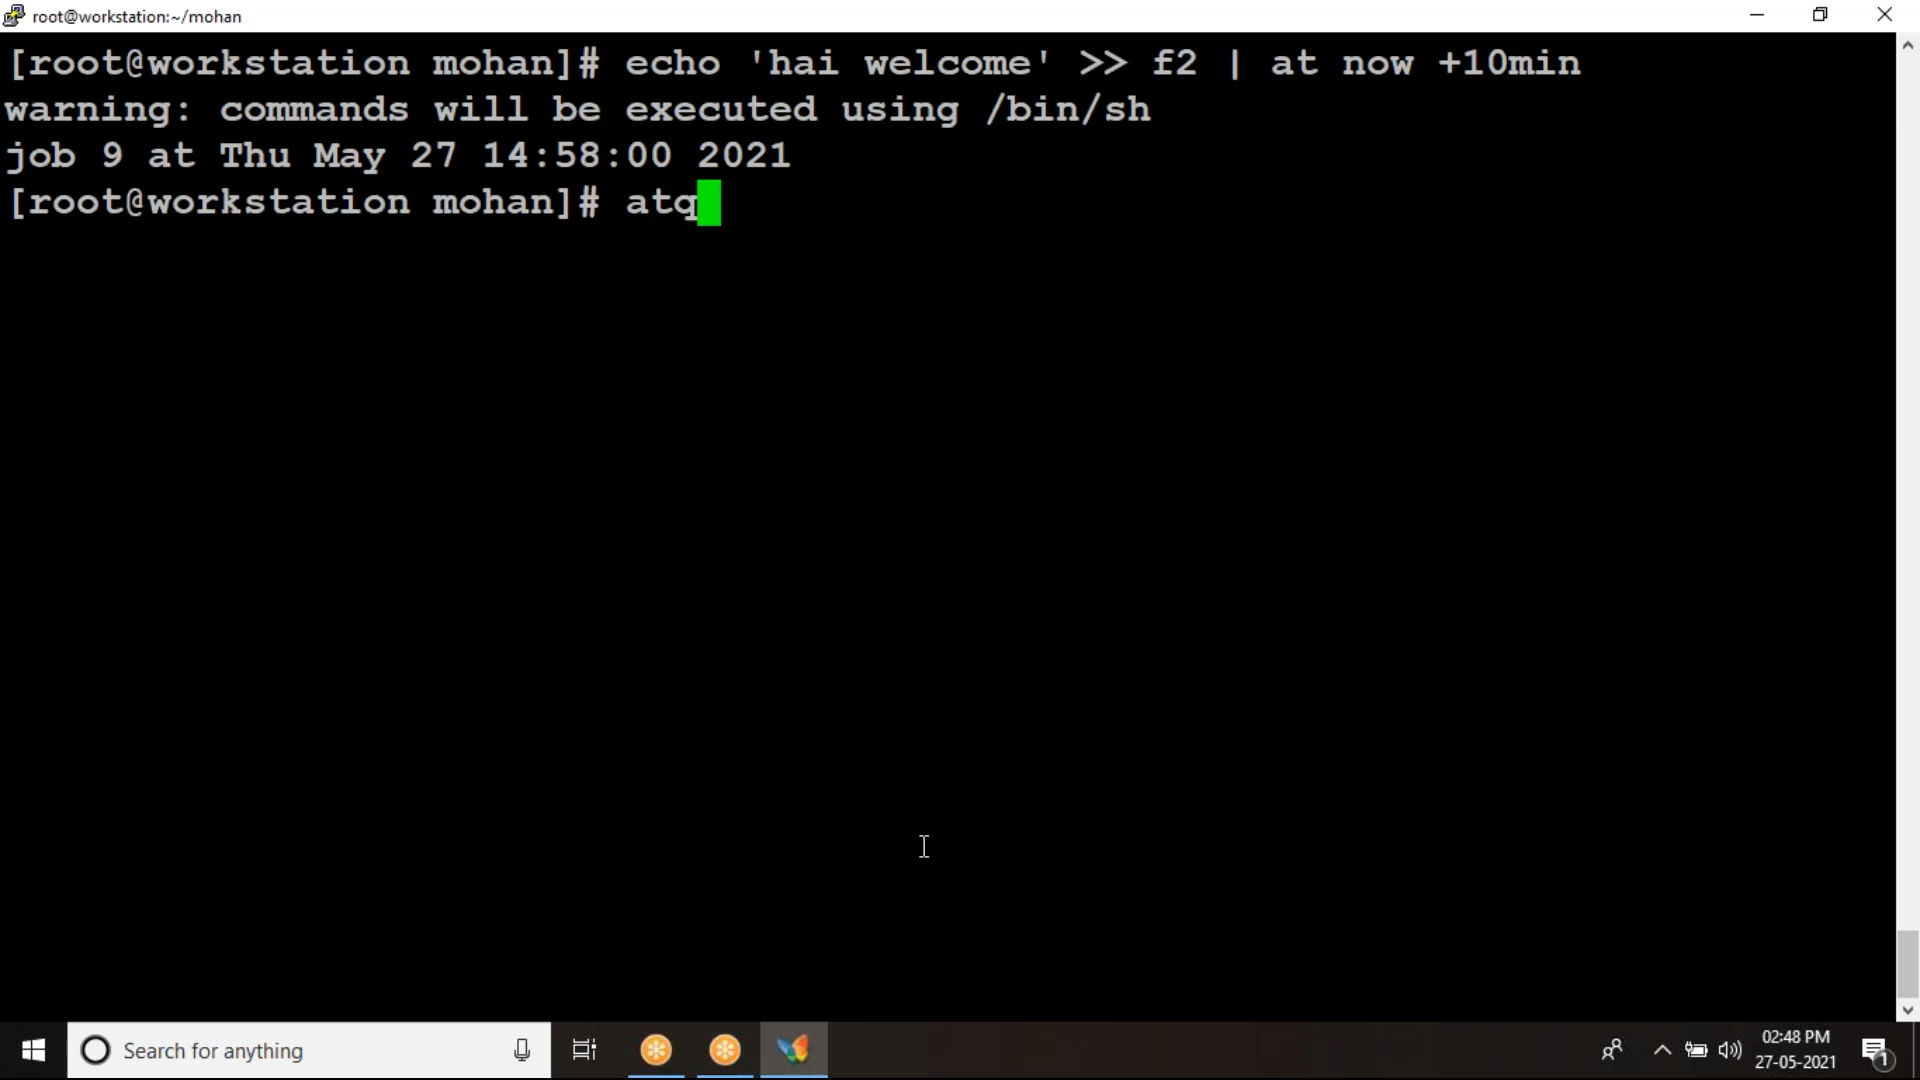 root@workstation:~/mohan
[root@workstation mohan]# echo 'hai welcome' >> f2 | at now +10min
warning: commands will be executed using /bin/sh
job 9 at Thu May 27 14:58:00 2021
[root@workstation mohan]# atq
Search for anything
02:48 PM
27-05-2021
1